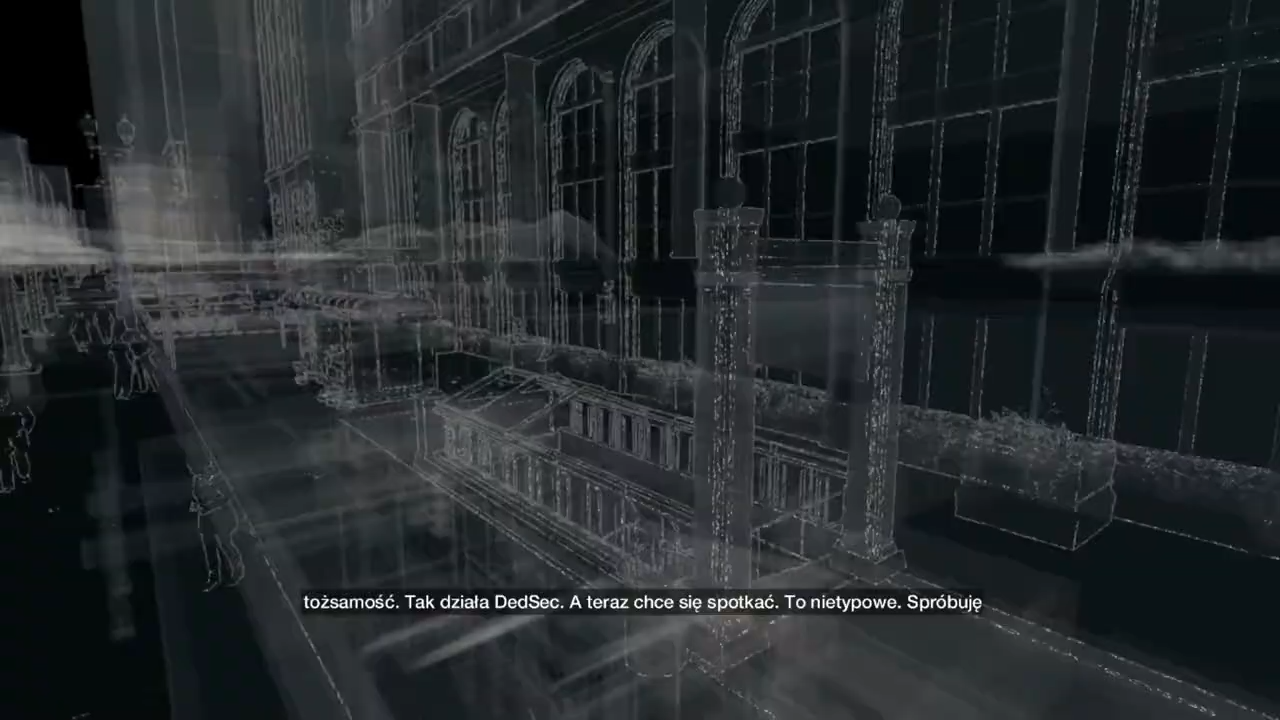 tożsamość. Tak działa DedSec. A teraz chce się spotkać. To nietypowe. Spróbuję